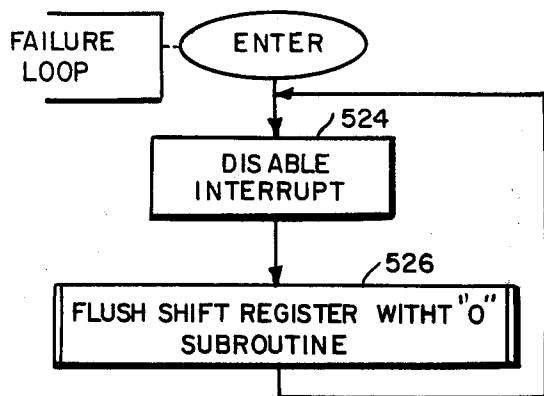 FAILURE
LOOP
ENTER
524
DISABLE
INTERRUPT
526
FLUSH SHIFT REGISTER WITHT "O"
SUBROUTINE